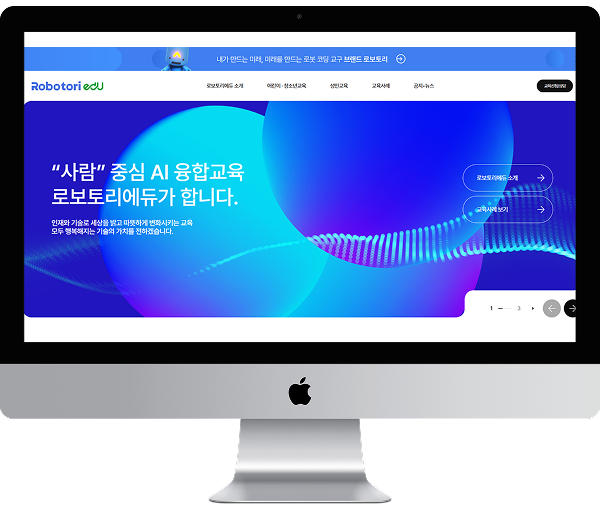 내가 만드는 미래, 미래를 만드는 로봇 코딩 교구 브랜드 로보토리
Robotori edU
로보토리에듀 소개 어린이 · 청소년교육 성인교육 교육사례 공지·뉴스
교육신청상담
“사람” 중심 AI 융합교육
로보토리에듀가 합니다.
인재와 기술로 세상을 밝고 따뜻하게 변화시키는 교육
모두 행복해지는 기술의 가치를 전하겠습니다.
로보토리에듀 소개
교육사례 보기
1 3